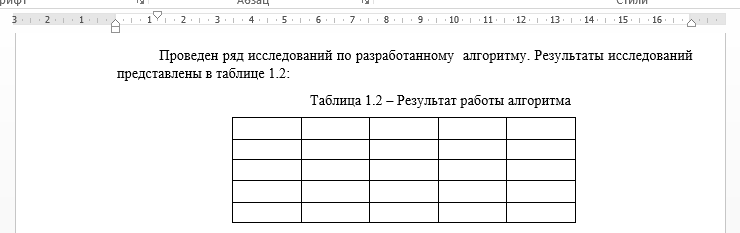 Абзац
Стили
3 2 1 1 2 3 4 5 6 7 8 9 10 11 12 13 14 15 16
Проведен ряд исследований по разработанному  алгоритму. Результаты исследований
представлены в таблице 1.2:
Таблица 1.2 – Результат работы алгоритма